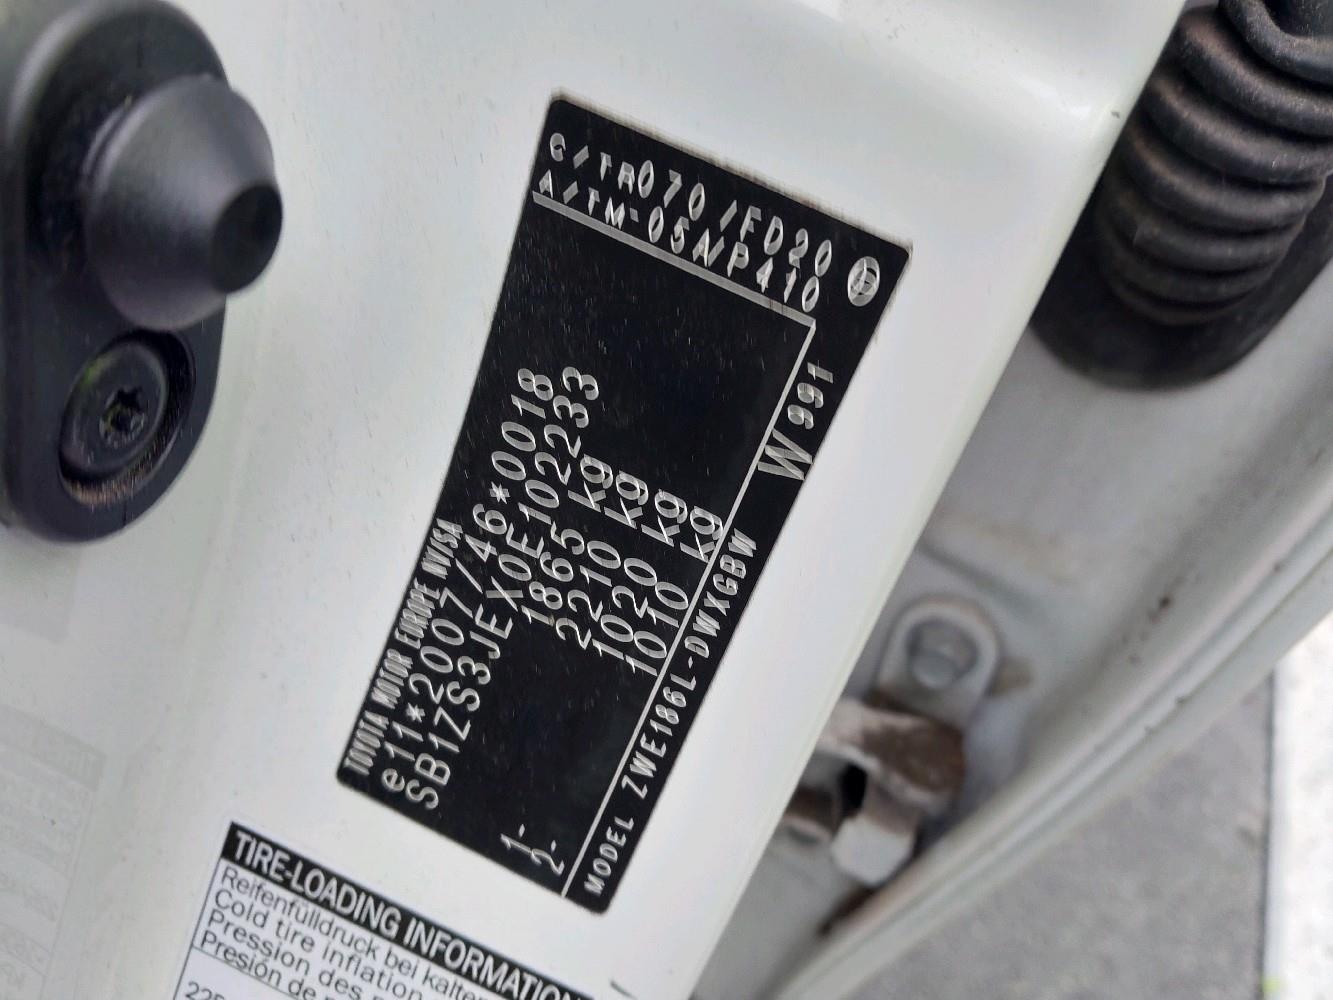 TOYOTA MOTOR EUROPE NV/SA
e11*2007/46*0018
SB1ZS3JEX0E102233
1865 kg
2210 kg
1- 1020 kg
2- 1010 kg
MODEL ZWE186L-DWXGBW W991
C/TR070 /FD20
A/TM-05A/P410
TIRE-LOADING INFORMATION
Reifenfülldruck bei kalten
Cold tire inflation
Pression des
Presión de